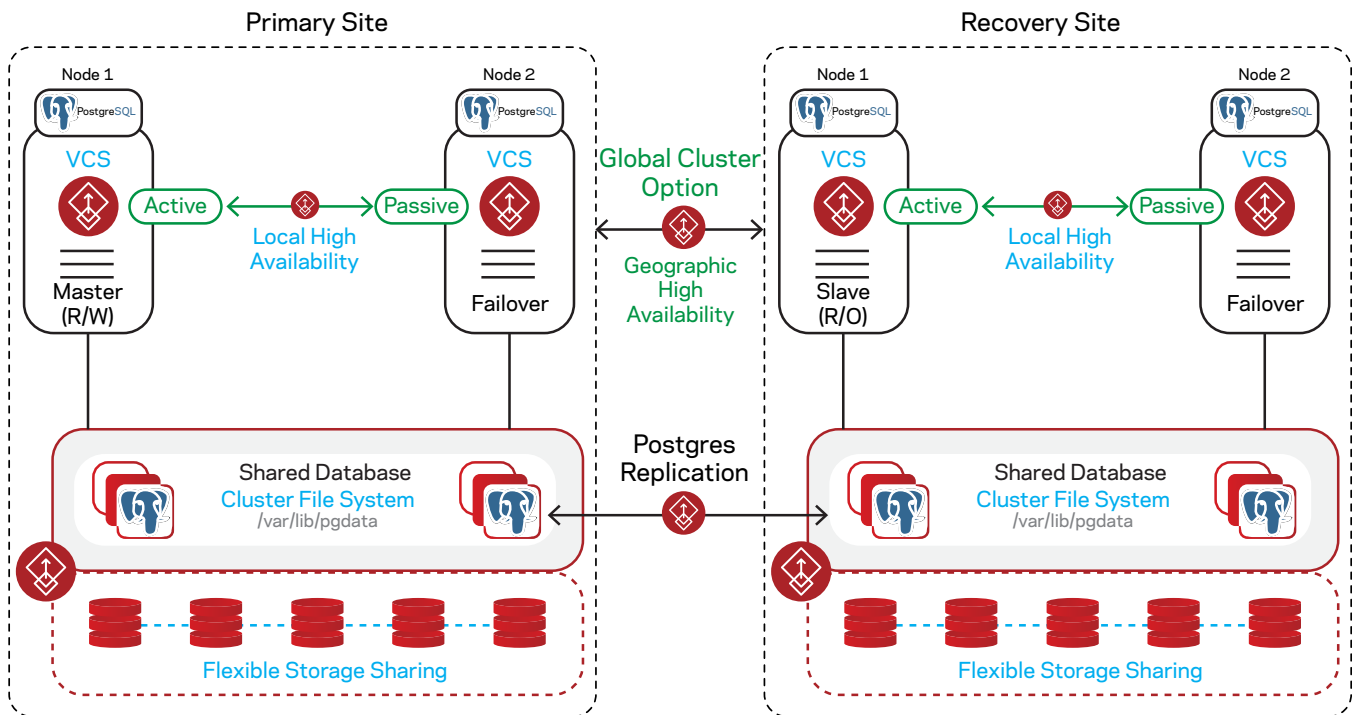 Primary Site
Node 1
PostgreSQL
VCS
Active
Master
(R/W)
Local High
Availability
Node 2
PostgreSQL
VCS
Passive
Failover
Shared Database
Cluster File System
/var/lib/pgdata
Flexible Storage Sharing
Global Cluster
Option
Geographic
High
Availability
Postgres
Replication
Recovery Site
Node 1
PostgreSQL
VCS
Active
Slave
(R/O)
Local High
Availability
Node 2
PostgreSQL
VCS
Passive
Failover
Shared Database
Cluster File System
/var/lib/pgdata
Flexible Storage Sharing